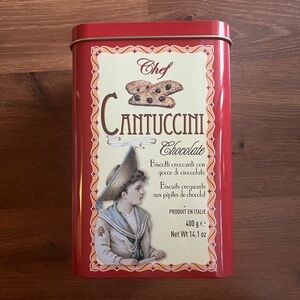 Chef
CANTUCCINI
Chocolate
Biscotti croccanti con
gocce di cioccolato
Biscuits croquants
aux pépites de chocolat
PRODUIT EN ITALIE
400 g ℮
Net Wt 14.1 oz